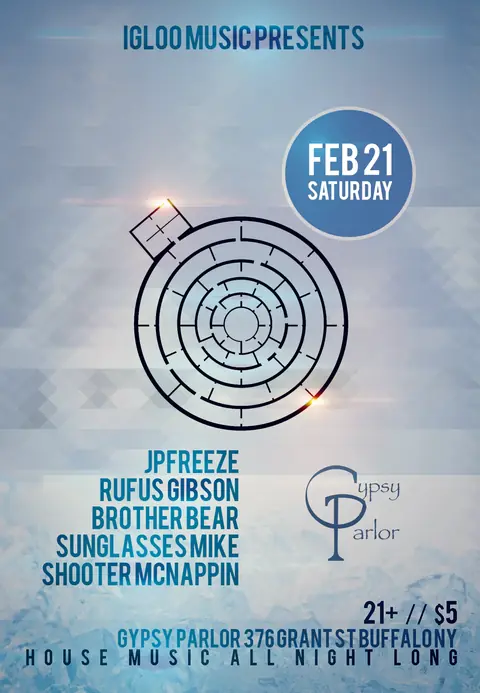 IGLOO MUSIC PRESENTS
FEB 21
SATURDAY
JPFREEZE
RUFUS GIBSON
BROTHER BEAR
SUNGLASSES MIKE
SHOOTER MCNAPPIN
Gypsy
Parlor
21+ // $5
GYPSY PARLOR 376 GRANT ST BUFFALO NY
HOUSE MUSIC ALL NIGHT LONG